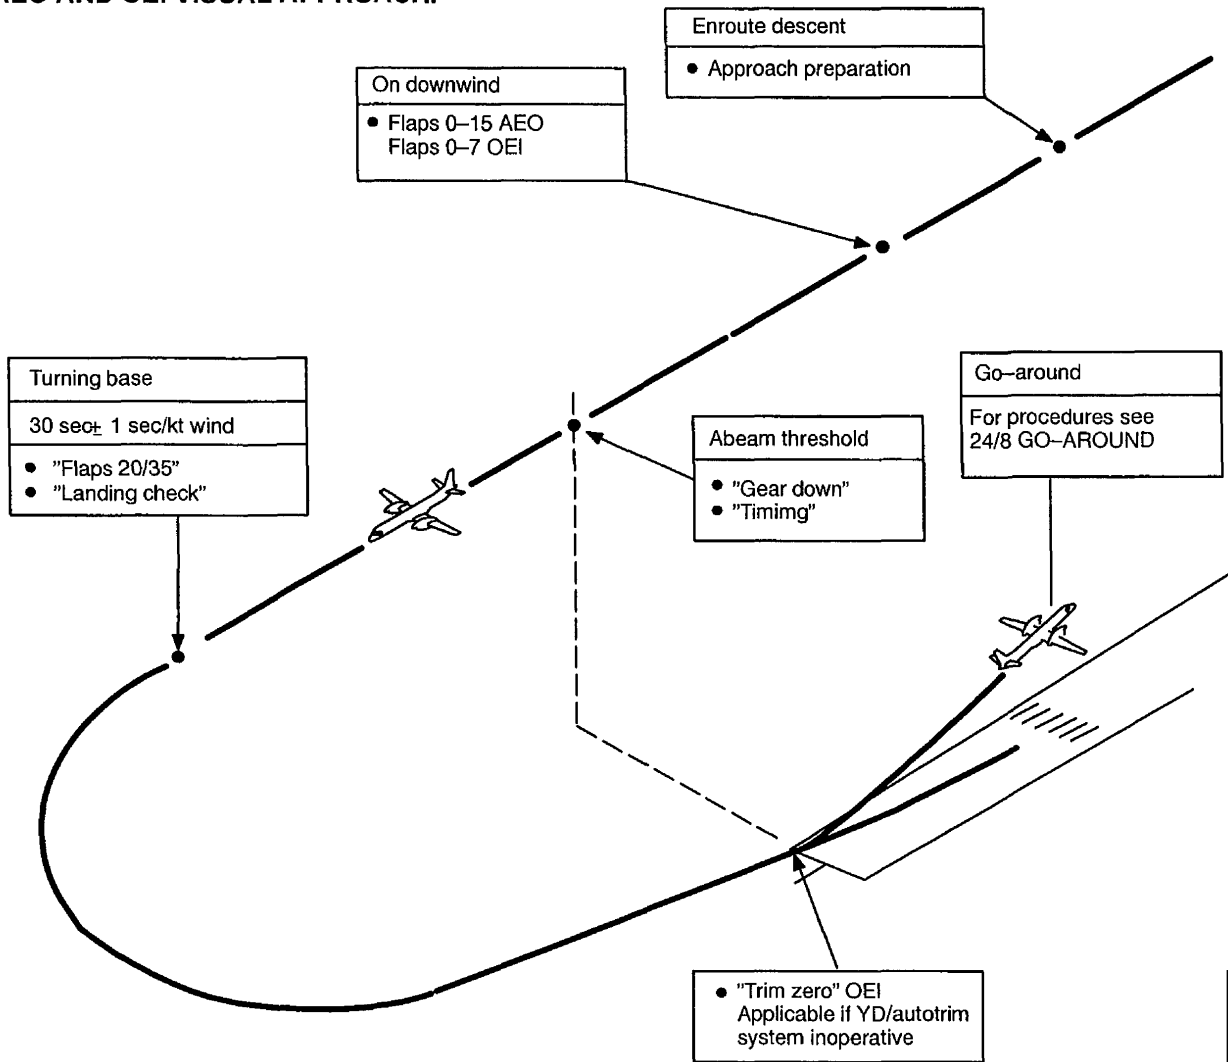 AEO AND OEI VISUAL APPROACH.
Enroute descent
● Approach preparation
On downwind
● Flaps 0–15 AEO
Flaps 0–7 OEI
Turning base
30 sec± 1 sec/kt wind
● "Flaps 20/35"
● "Landing check"
Abeam threshold
● "Gear down"
● "Timimg"
Go–around
For procedures see
24/8 GO–AROUND
● "Trim zero" OEI
Applicable if YD/autotrim
system inoperative